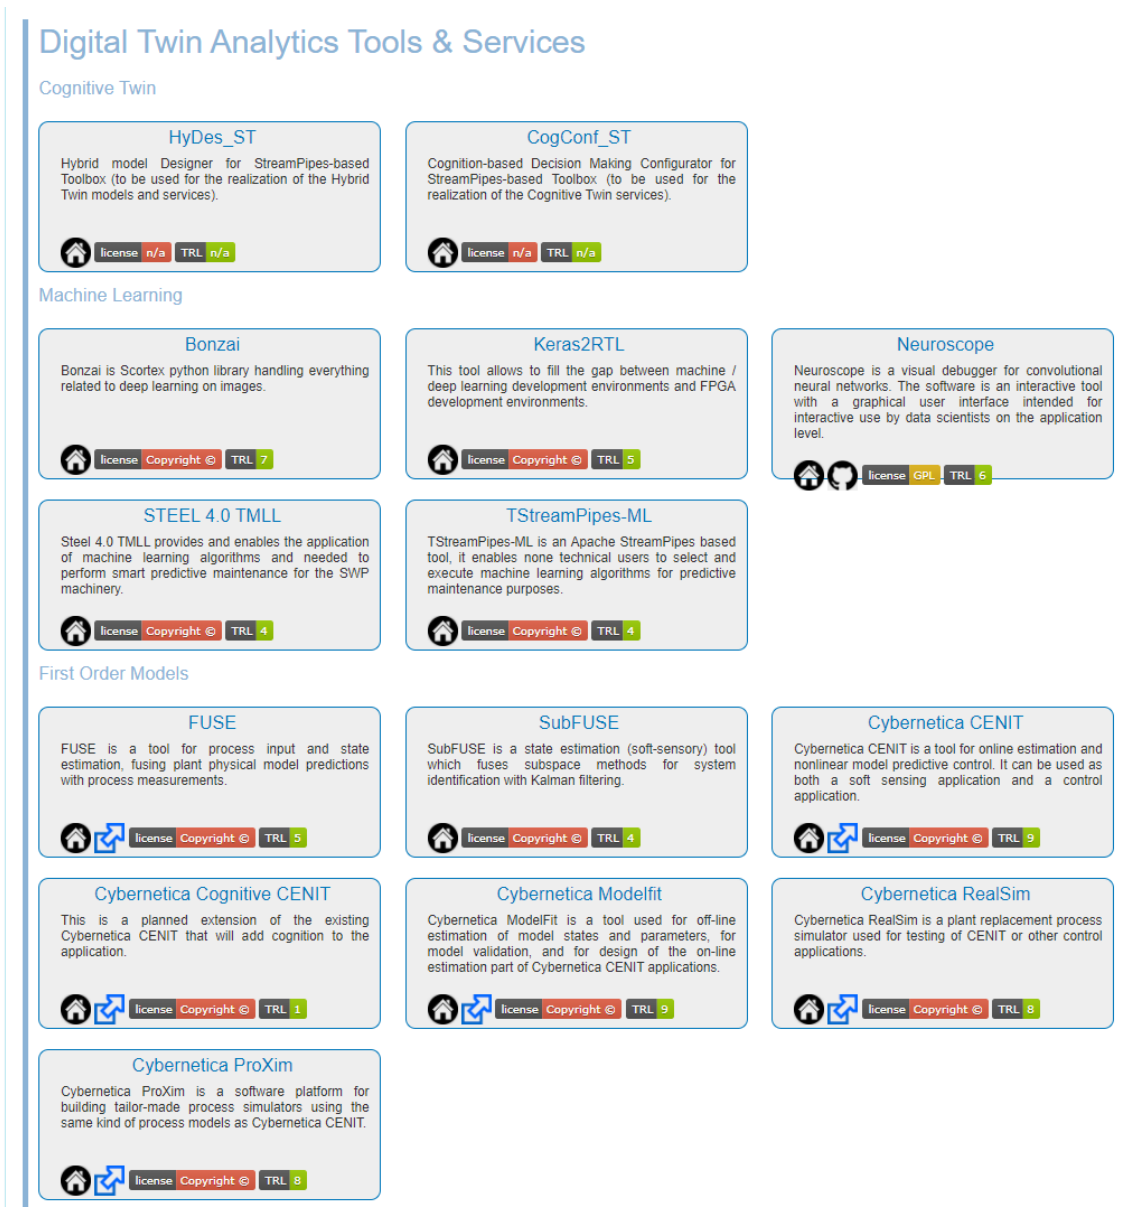 Digital Twin Analytics Tools & Services
Cognitive Twin
HyDes_ST
Hybrid model Designer for StreamPipes-based
Toolbox (to be used for the realization of the Hybrid
Twin models and services).
license n/a TRL n/a
CogConf_ST
Cognition-based Decision Making Configurator for
StreamPipes-based Toolbox (to be used for the
realization of the Cognitive Twin services).
license n/a TRL n/a
Machine Learning
Bonzai
Bonzai is Scortex python library handling everything
related to deep learning on images.
license Copyright © TRL 7
Keras2RTL
This tool allows to fill the gap between machine /
deep learning development environments and FPGA
development environments.
license Copyright © TRL 5
Neuroscope
Neuroscope is a visual debugger for convolutional
neural networks. The software is an interactive tool
with a graphical user interface intended for
interactive use by data scientists on the application
level.
license GPL TRL 6
STEEL 4.0 TMLL
Steel 4.0 TMLL provides and enables the application
of machine learning algorithms and needed to
perform smart predictive maintenance for the SWP
machinery.
license Copyright © TRL 4
TStreamPipes-ML
TStreamPipes-ML is an Apache StreamPipes based
tool, it enables none technical users to select and
execute machine learning algorithms for predictive
maintenance purposes.
license Copyright © TRL 4
First Order Models
FUSE
FUSE is a tool for process input and state
estimation, fusing plant physical model predictions
with process measurements.
license Copyright © TRL 5
SubFUSE
SubFUSE is a state estimation (soft-sensory) tool
which fuses subspace methods for system
identification with Kalman filtering.
license Copyright © TRL 4
Cybernetica CENIT
Cybernetica CENIT is a tool for online estimation and
nonlinear model predictive control. It can be used as
both a soft sensing application and a control
application.
license Copyright © TRL 9
Cybernetica Cognitive CENIT
This is a planned extension of the existing
Cybernetica CENIT that will add cognition to the
application.
license Copyright © TRL 1
Cybernetica Modelfit
Cybernetica ModelFit is a tool used for off-line
estimation of model states and parameters, for
model validation, and for design of the on-line
estimation part of Cybernetica CENIT applications.
license Copyright © TRL 9
Cybernetica RealSim
Cybernetica RealSim is a plant replacement process
simulator used for testing of CENIT or other control
applications.
license Copyright © TRL 8
Cybernetica ProXim
Cybernetica ProXim is a software platform for
building tailor-made process simulators using the
same kind of process models as Cybernetica CENIT.
license Copyright © TRL 8